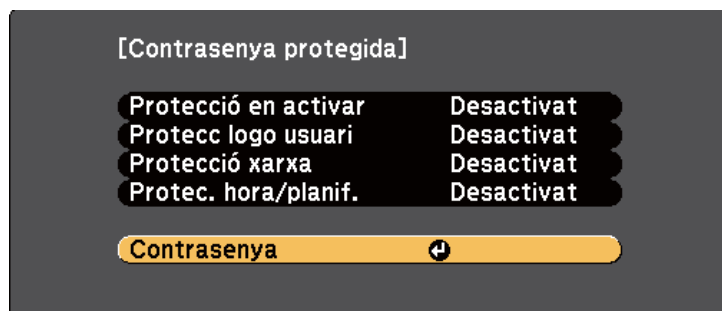 [Contrasenya protegida]
Protecció en activar Desactivat
Protecc logo usuari Desactivat
Protecció xarxa Desactivat
Protec. hora/planif. Desactivat
Contrasenya